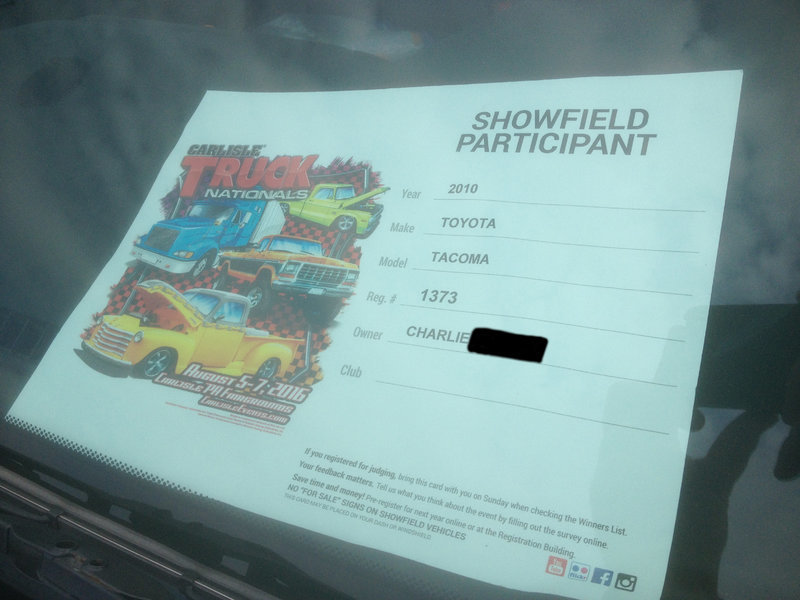 SHOWFIELD
PARTICIPANT
CARLISLE
TRUCK
NATIONALS
AUGUST 5-7, 2016
CARLISLE PA FAIRGROUNDS
CARLISLEEVENTS.COM
Year 2010
Make TOYOTA
Model TACOMA
Reg. # 1373
Owner CHARLIE
Club
If you registered for judging, bring this card with you on Sunday when checking the Winners List.
Your feedback matters. Tell us what you think about the event by filling out the survey online.
Save time and money! Pre-register for next year online or at the Registration Building.
NO "FOR SALE" SIGNS ON SHOWFIELD VEHICLES
THIS CARD MAY BE PLACED ON YOUR DASH OR WINDSHIELD
You Tube
flickr
f